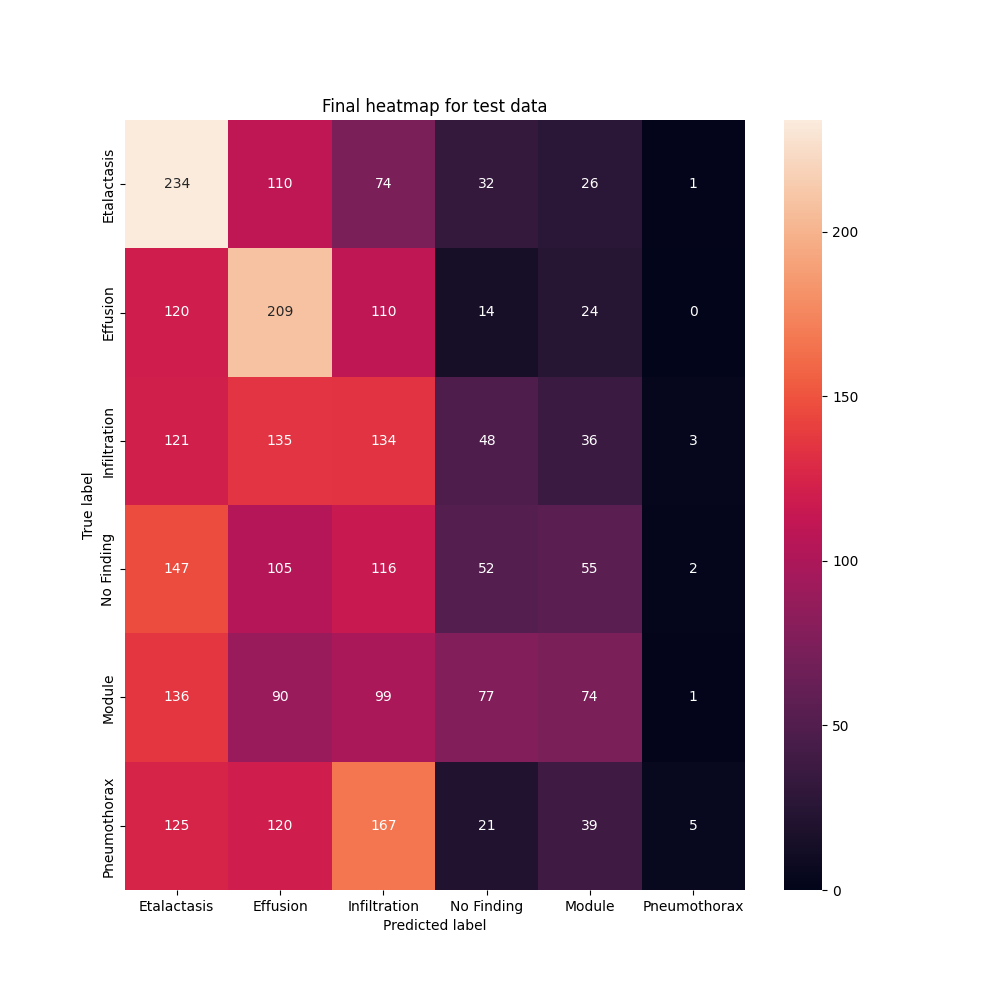 Final heatmap for test data
True label
Etalactasis 234 110 74 32 26 1
Effusion 120 209 110 14 24 0
Infiltration 121 135 134 48 36 3
No Finding 147 105 116 52 55 2
Module 136 90 99 77 74 1
Pneumothorax 125 120 167 21 39 5
Etalactasis Effusion Infiltration No Finding Module Pneumothorax
Predicted label
200
150
100
50
0